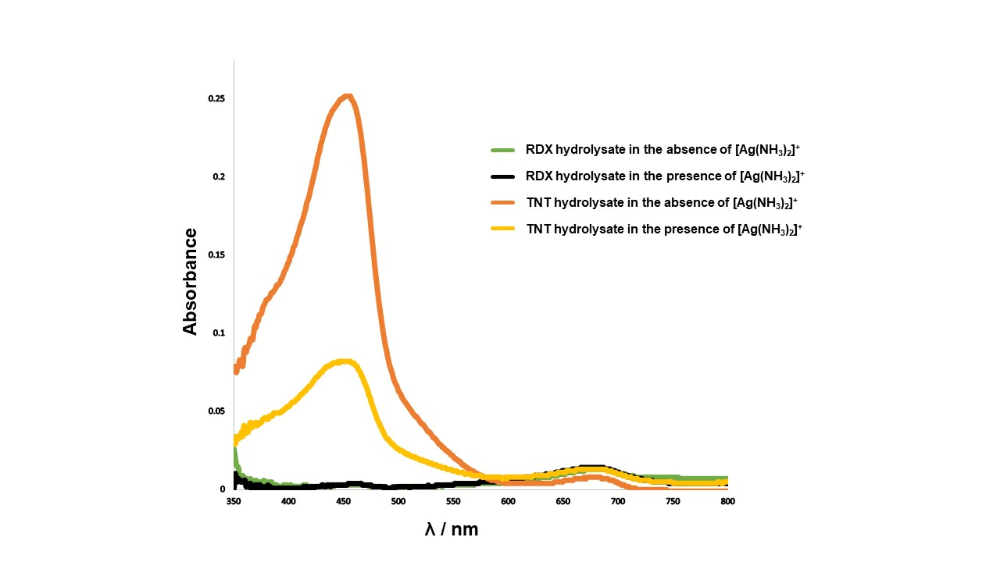 0.25
0.2
0.15
0.1
0.05
0
Absorbance
RDX hydrolysate in the absence of [Ag(NH₃)₂]⁺
RDX hydrolysate in the presence of [Ag(NH₃)₂]⁺
TNT hydrolysate in the absence of [Ag(NH₃)₂]⁺
TNT hydrolysate in the presence of [Ag(NH₃)₂]⁺
350 400 450 500 550 600 650 700 750 800
λ / nm